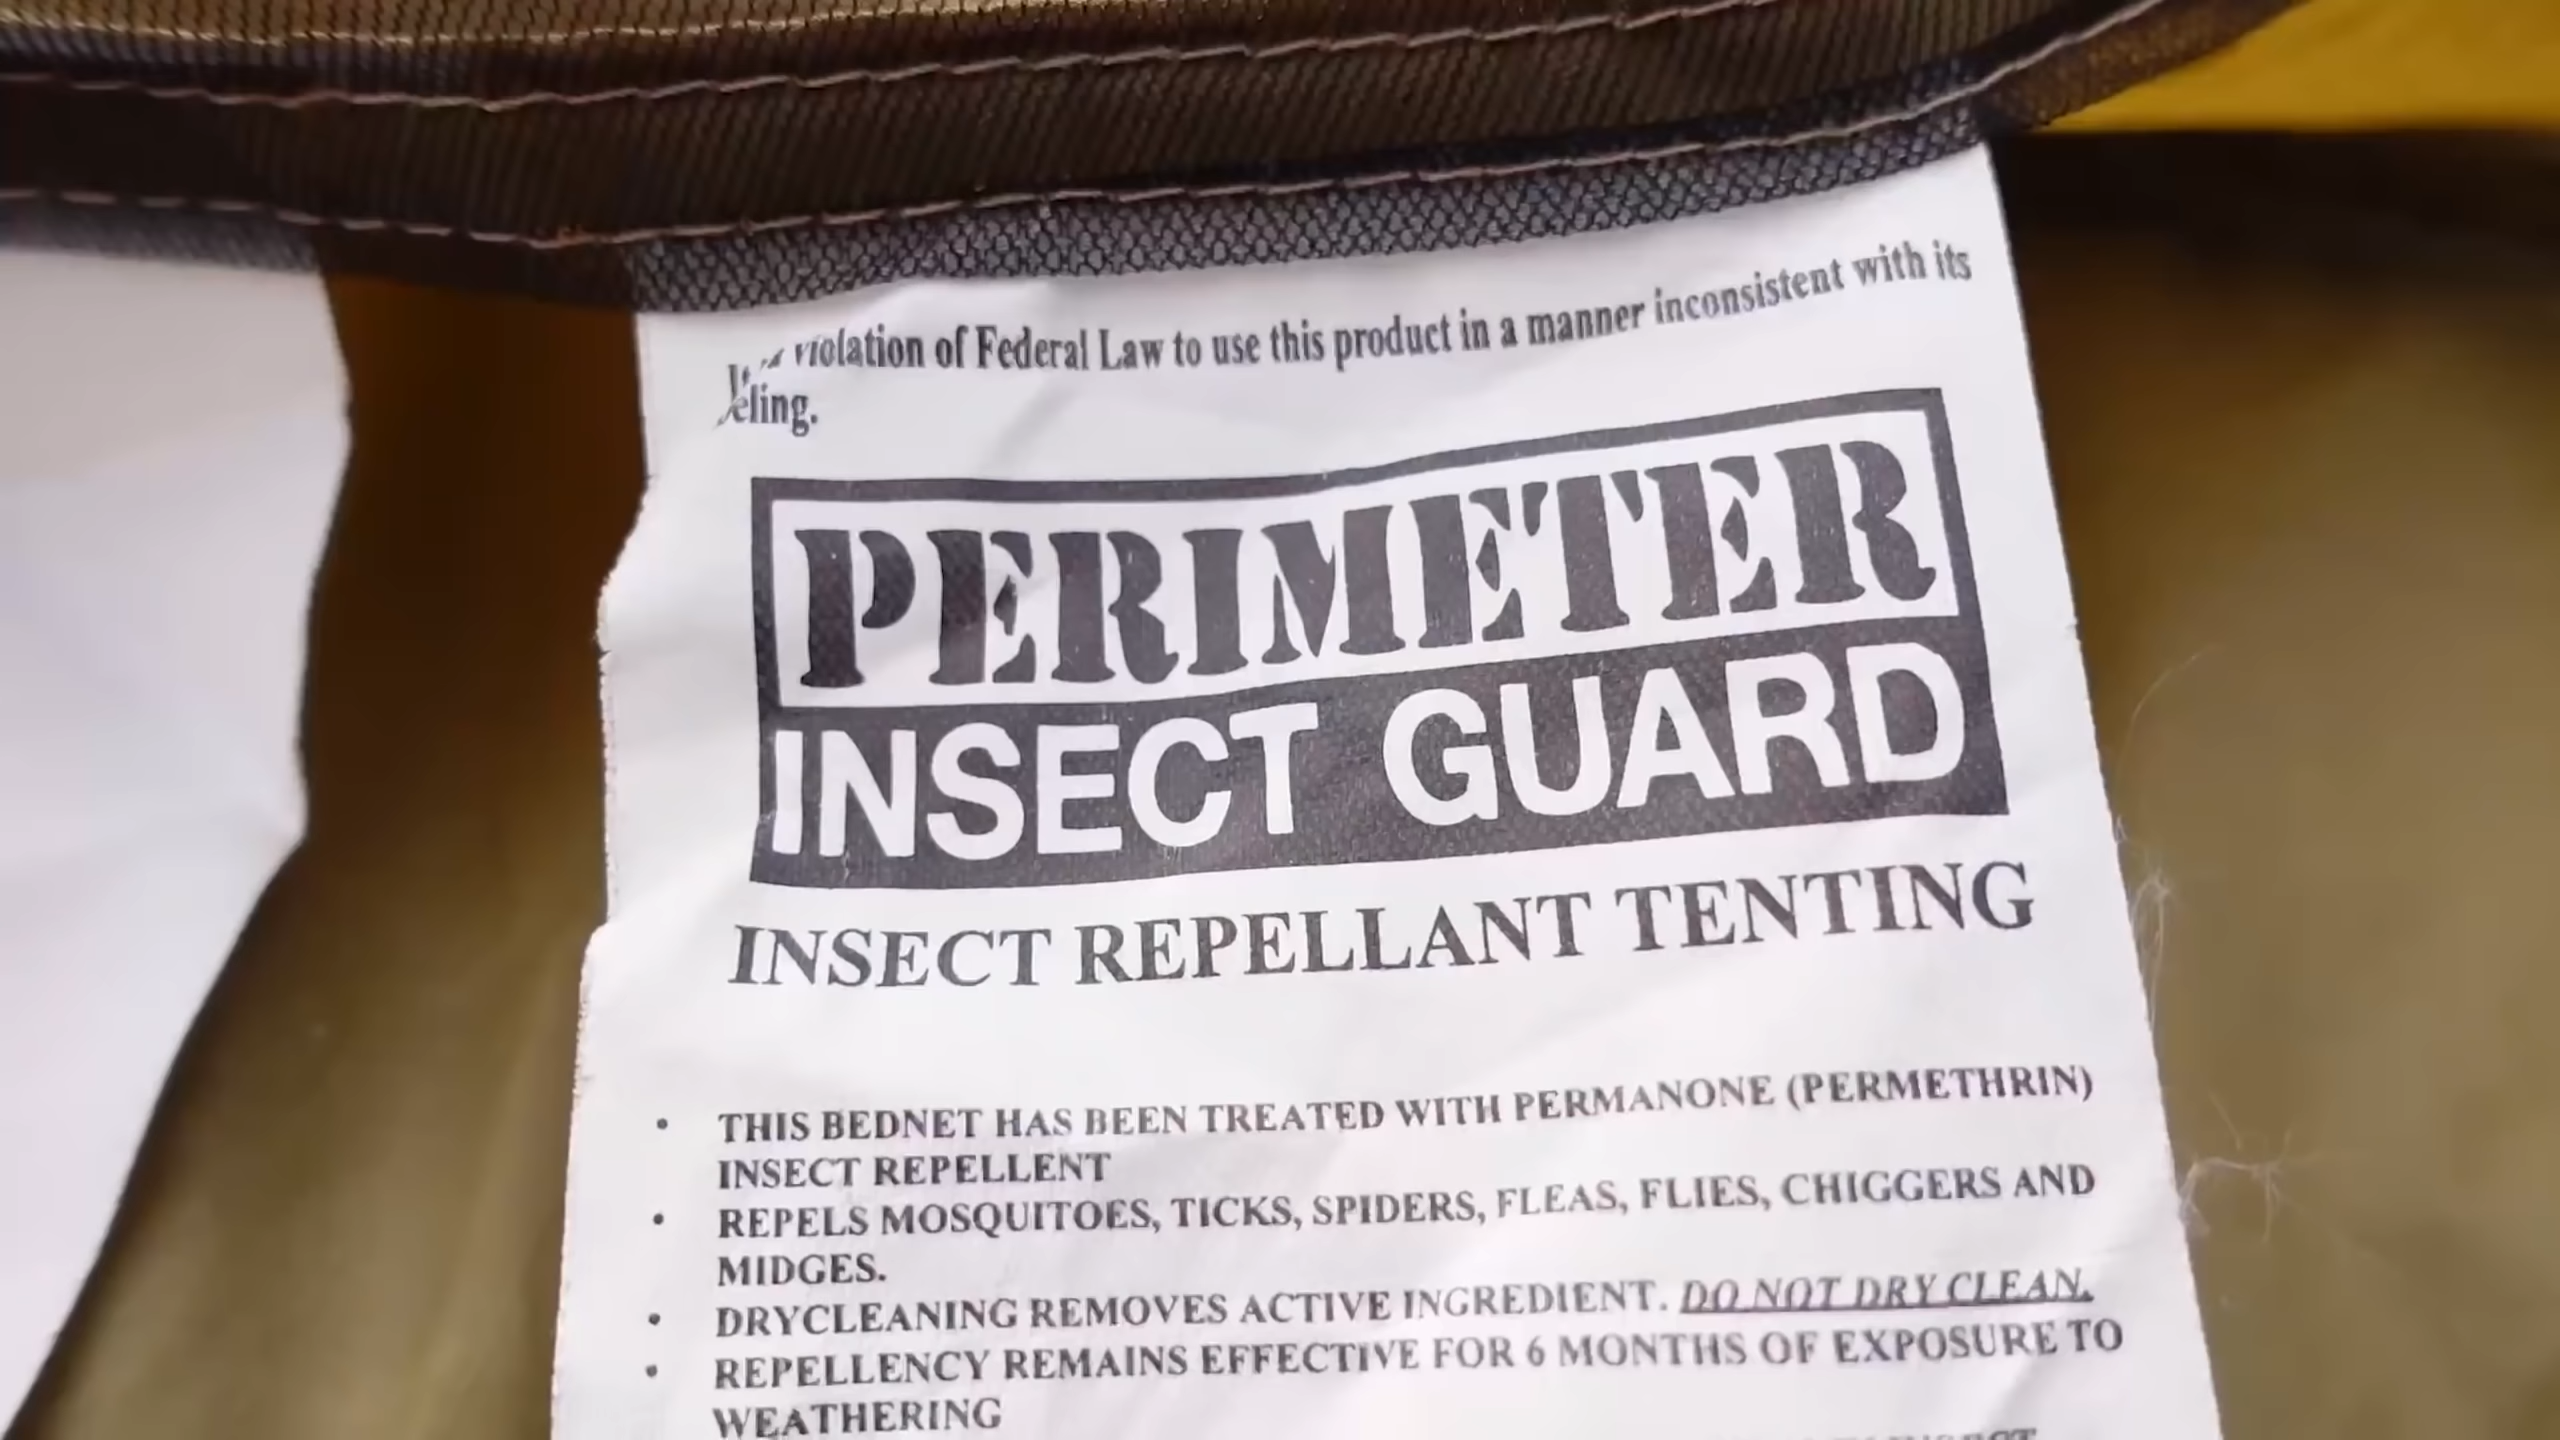 violation of Federal Law to use this product in a manner inconsistent with its
eling.
PERIMETER
INSECT GUARD
INSECT REPELLANT TENTING
• THIS BEDNET HAS BEEN TREATED WITH PERMANONE (PERMETHRIN)
INSECT REPELLENT
• REPELS MOSQUITOES, TICKS, SPIDERS, FLEAS, FLIES, CHIGGERS AND
MIDGES.
• DRYCLEANING REMOVES ACTIVE INGREDIENT. DO NOT DRY CLEAN.
• REPELLENCY REMAINS EFFECTIVE FOR 6 MONTHS OF EXPOSURE TO
WEATHERING